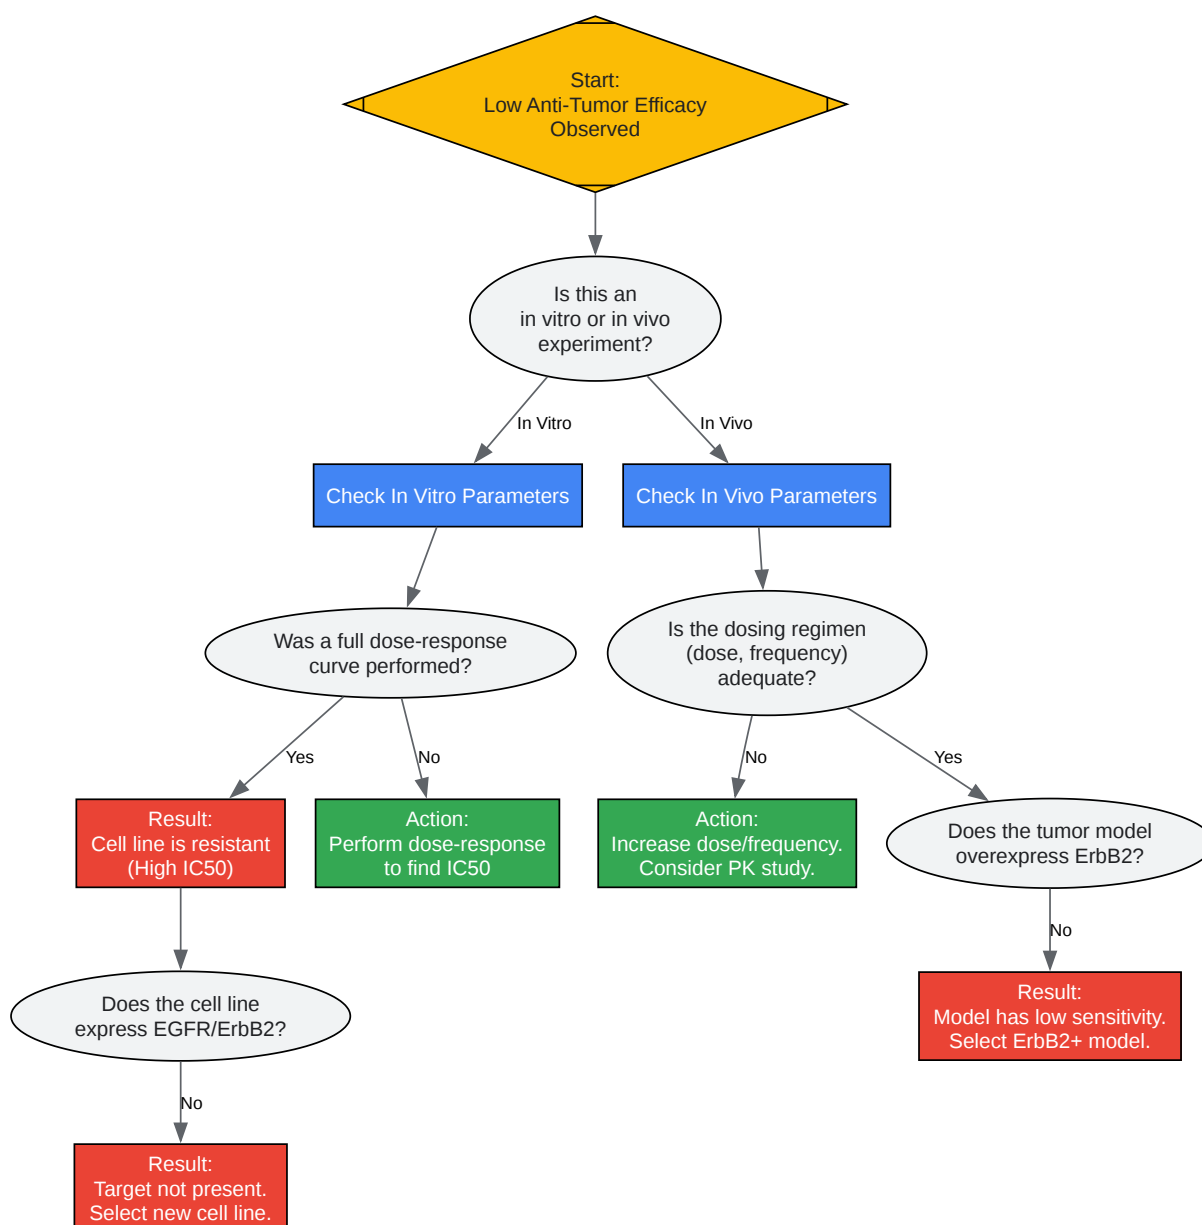 Start:
Low Anti-Tumor Efficacy
Observed
Is this an
in vitro or in vivo
experiment?
In Vitro
In Vivo
Check In Vitro Parameters
Check In Vivo Parameters
Was a full dose-response
curve performed?
Is the dosing regimen
(dose, frequency)
adequate?
Yes
No
No
Yes
Result:
Cell line is resistant
(High IC50)
Action:
Perform dose-response
to find IC50
Action:
Increase dose/frequency.
Consider PK study.
Does the tumor model
overexpress ErbB2?
No
Does the cell line
express EGFR/ErbB2?
Result:
Model has low sensitivity.
Select ErbB2+ model.
No
Result:
Target not present.
Select new cell line.